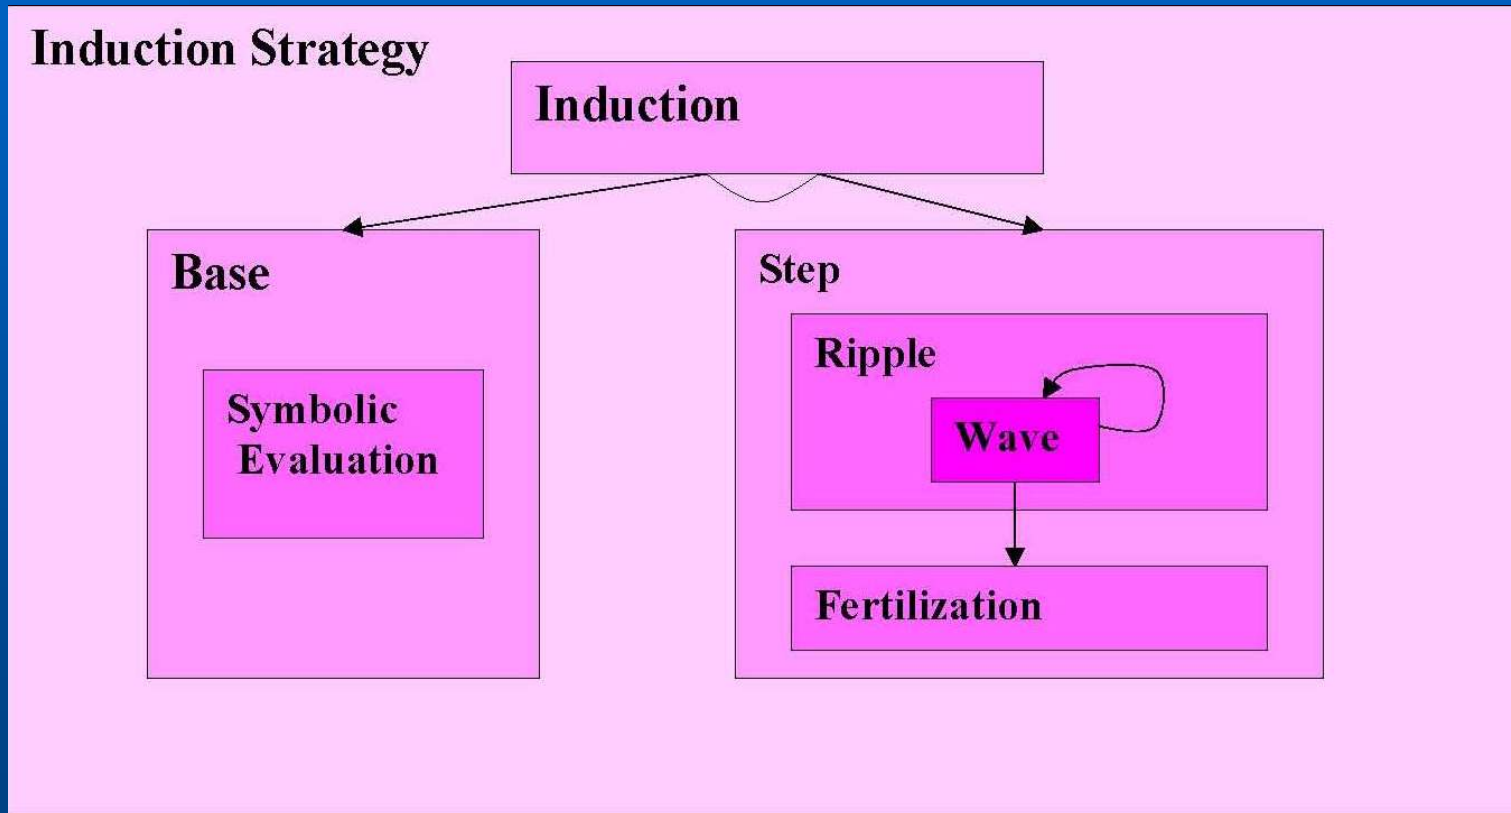 Induction Strategy
Induction
Base
Symbolic
Evaluation
Step
Ripple
Wave
Fertilization